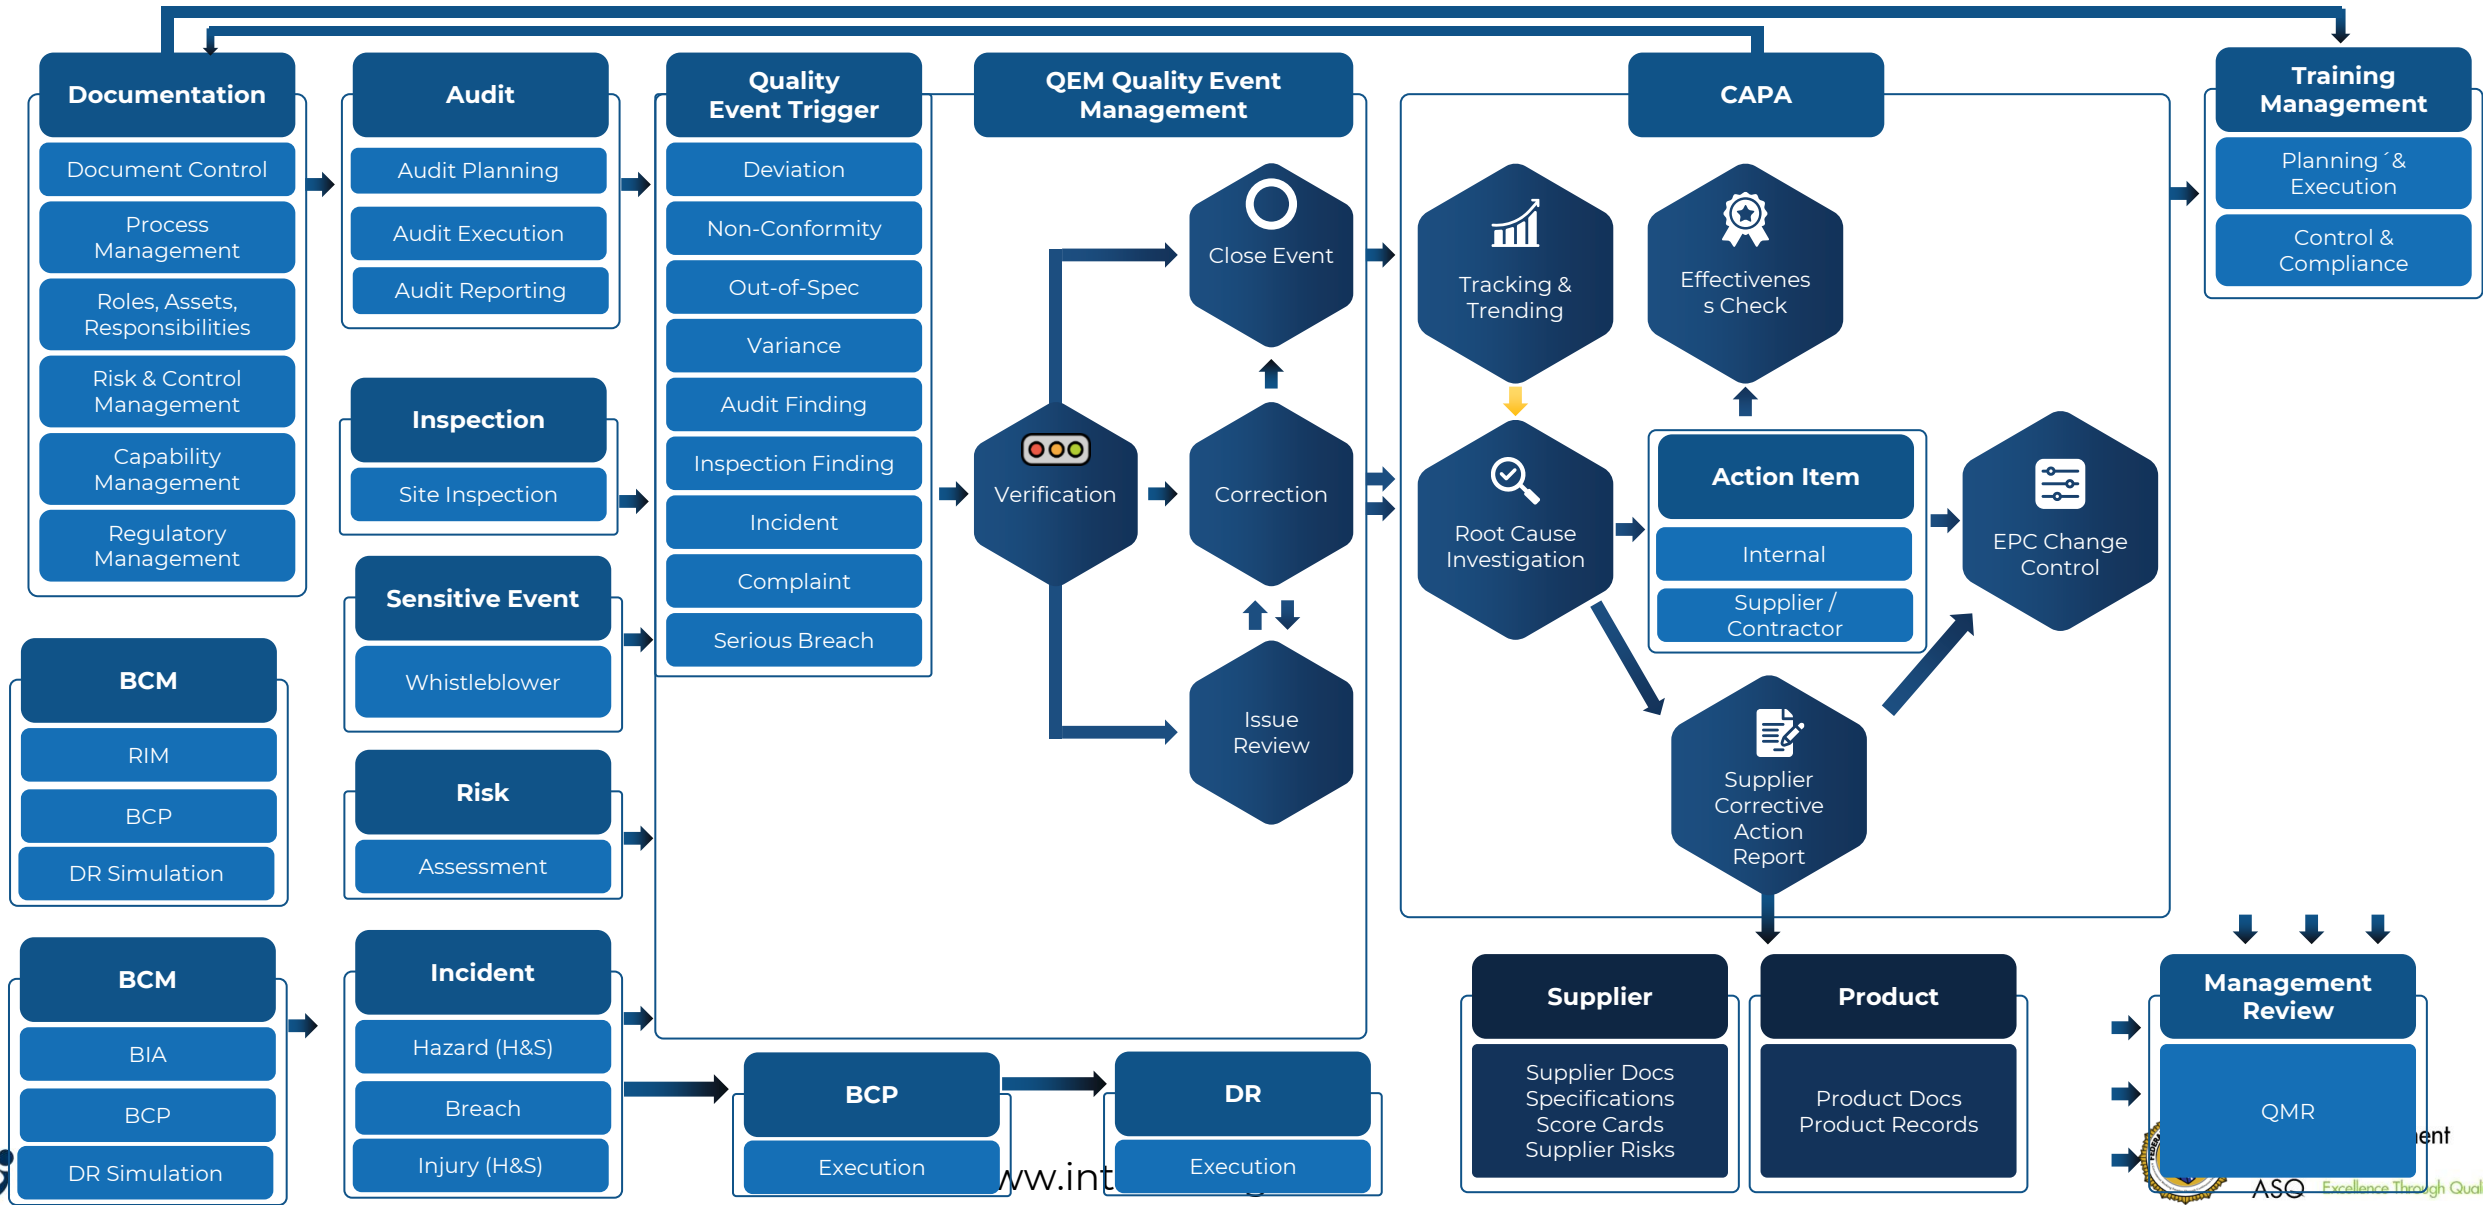 Documentation
Document Control
Process
Management
Roles, Assets,
Responsibilities
Risk & Control
Management
Capability
Management
Regulatory
Management
BCM
RIM
BCP
DR Simulation
BCM
BIA
BCP
DR Simulation
Audit
Audit Planning
Audit Execution
Audit Reporting
Inspection
Site Inspection
Sensitive Event
Whistleblower
Risk
Assessment
Incident
Hazard (H&S)
Breach
Injury (H&S)
Quality
Event Trigger
Deviation
Non-Conformity
Out-of-Spec
Variance
Audit Finding
Inspection Finding
Incident
Complaint
Serious Breach
QEM Quality Event
Management
Verification
Close Event
Correction
Issue
Review
BCP
Execution
DR
Execution
CAPA
Tracking &
Trending
Effectivenes
s Check
Root Cause
Investigation
Action Item
Internal
Supplier /
Contractor
EPC Change
Control
Supplier
Corrective
Action
Report
Supplier
Supplier Docs
Specifications
Score Cards
Supplier Risks
Product
Product Docs
Product Records
Training
Management
Planning ´&
Execution
Control &
Compliance
Management
Review
QMR
ASQ
Excellence Through